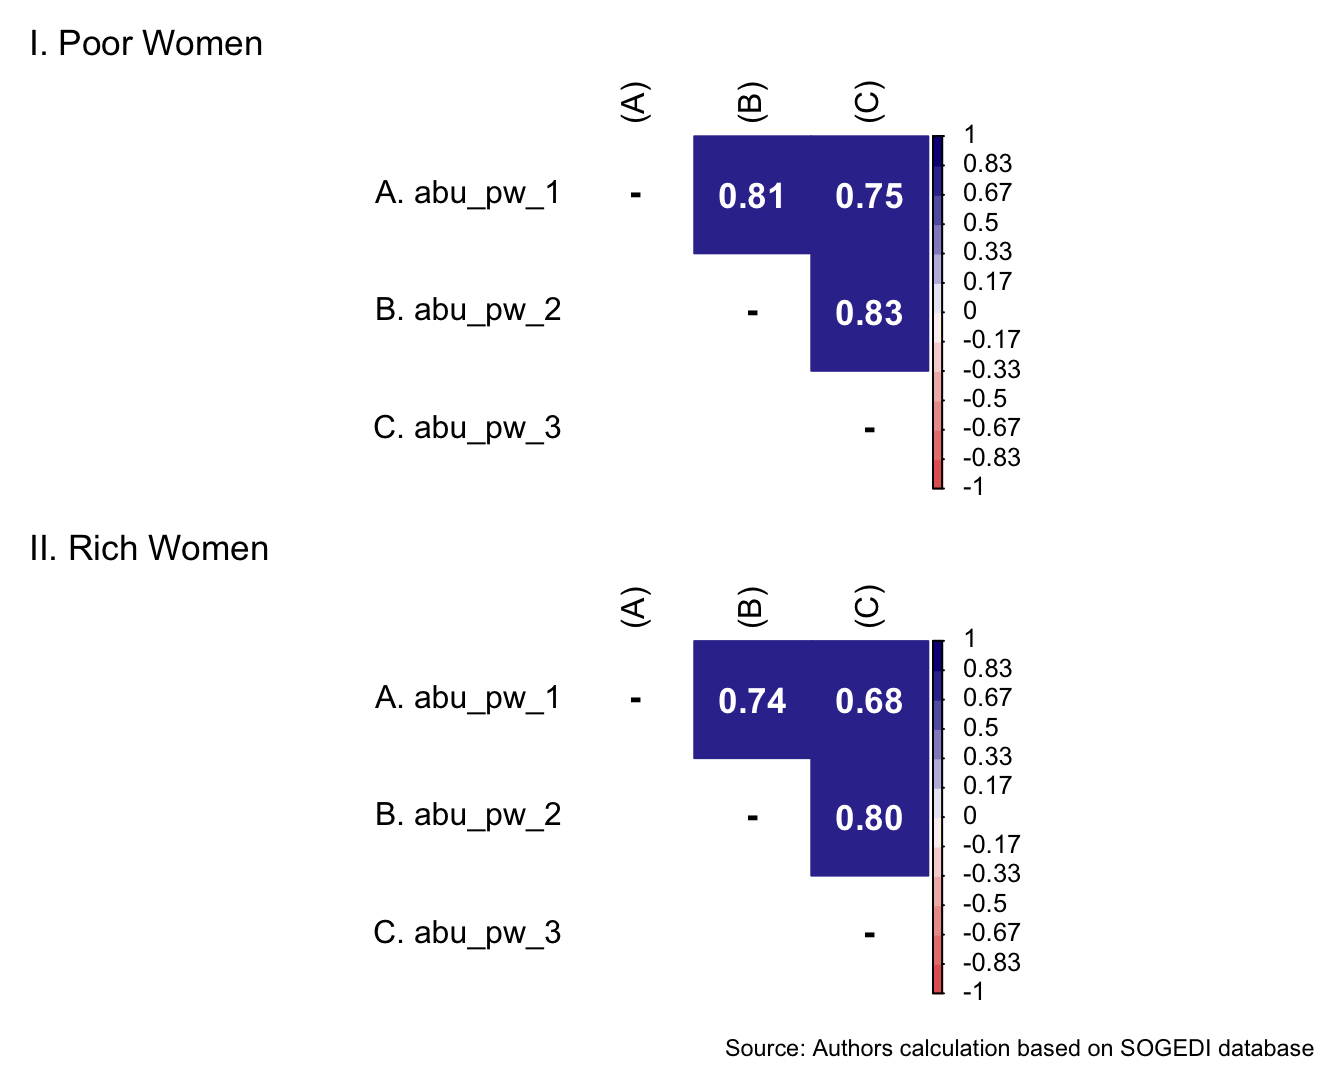 I. Poor Women
(A) (B) (C)
A. abu_pw_1 - 0.81 0.75
B. abu_pw_2 - 0.83
C. abu_pw_3 -
1
0.83
0.67
0.5
0.33
0.17
0
-0.17
-0.33
-0.5
-0.67
-0.83
-1
II. Rich Women
(A) (B) (C)
A. abu_pw_1 - 0.74 0.68
B. abu_pw_2 - 0.80
C. abu_pw_3 -
1
0.83
0.67
0.5
0.33
0.17
0
-0.17
-0.33
-0.5
-0.67
-0.83
-1
Source: Authors calculation based on SOGEDI database